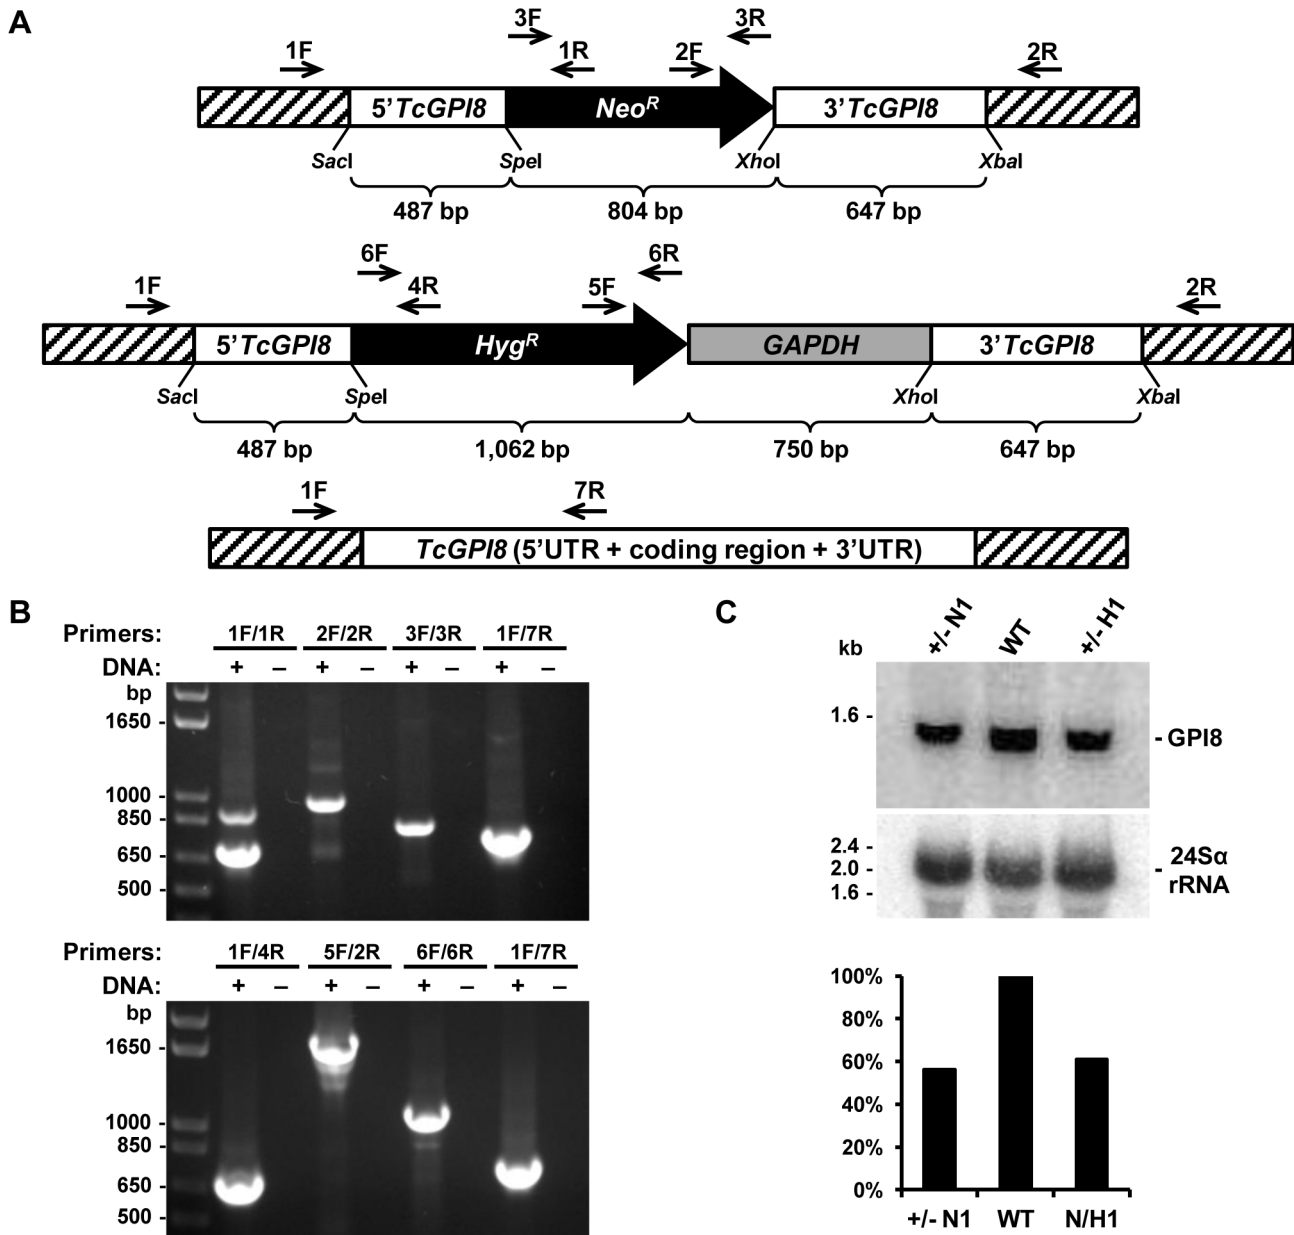 A
3F 3R
1F 1R 2F 2R
5’TcGPI8 Neo^R 3’TcGPI8
SacI SpeI XhoI XbaI
487 bp 804 bp 647 bp
6F 6R
1F 4R 5F 2R
5’TcGPI8 Hyg^R GAPDH 3’TcGPI8
SacI SpeI XhoI XbaI
487 bp 1,062 bp 750 bp 647 bp
1F 7R
TcGPI8 (5’UTR + coding region + 3’UTR)
B
Primers: 1F/1R 2F/2R 3F/3R 1F/7R
DNA: + – + – + – + –
bp
1650 -
1000 -
850 -
650 -
500 -
Primers: 1F/4R 5F/2R 6F/6R 1F/7R
DNA: + – + – + – + –
bp
1650 -
1000 -
850 -
650 -
500 -
C
kb +/- N1 WT +/- H1
1.6 -
- GPI8
2.4 -
2.0 -
1.6 -
- 24Sα
rRNA
100%
80%
60%
40%
20%
0%
+/- N1 WT N/H1